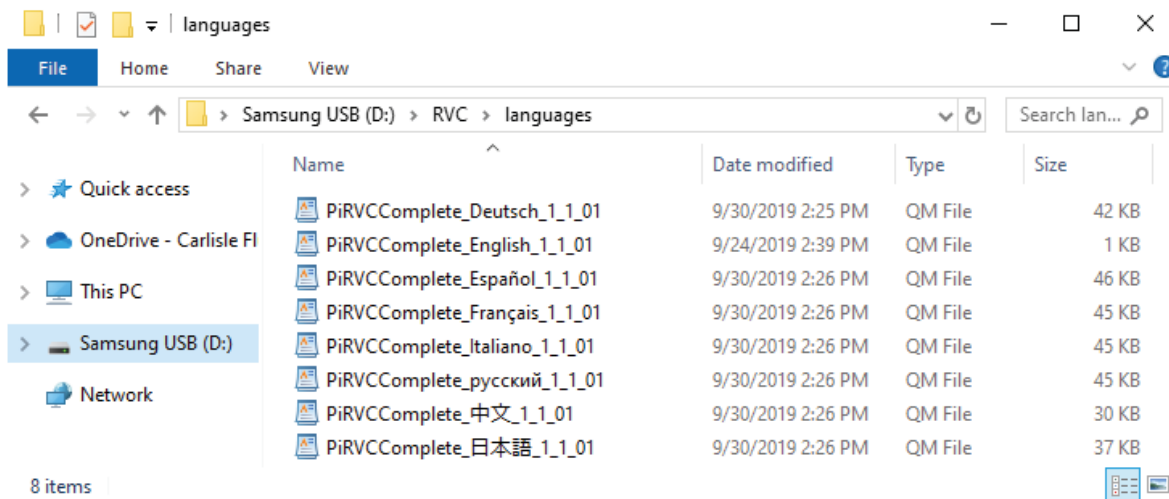 languages
File Home Share View
Samsung USB (D:) > RVC > languages Search lan...
Name Date modified Type Size
Quick access
OneDrive - Carlisle Fl
This PC
Samsung USB (D:)
Network
PiRVCComplete_Deutsch_1_1_01 9/30/2019 2:25 PM QM File 42 KB
PiRVCComplete_English_1_1_01 9/24/2019 2:39 PM QM File 1 KB
PiRVCComplete_Español_1_1_01 9/30/2019 2:26 PM QM File 46 KB
PiRVCComplete_Français_1_1_01 9/30/2019 2:26 PM QM File 45 KB
PiRVCComplete_Italiano_1_1_01 9/30/2019 2:26 PM QM File 45 KB
PiRVCComplete_русский_1_1_01 9/30/2019 2:26 PM QM File 45 KB
PiRVCComplete_中文_1_1_01 9/30/2019 2:26 PM QM File 30 KB
PiRVCComplete_日本語_1_1_01 9/30/2019 2:26 PM QM File 37 KB
8 items